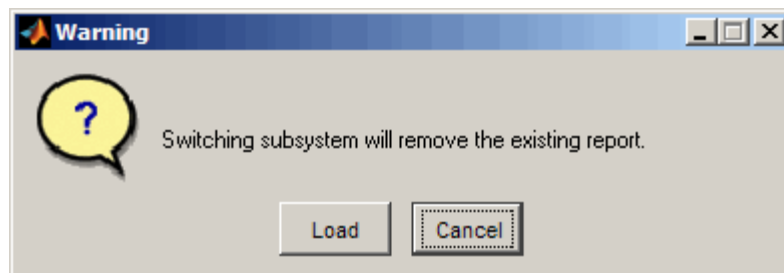 Warning
?
Switching subsystem will remove the existing report.
Load Cancel